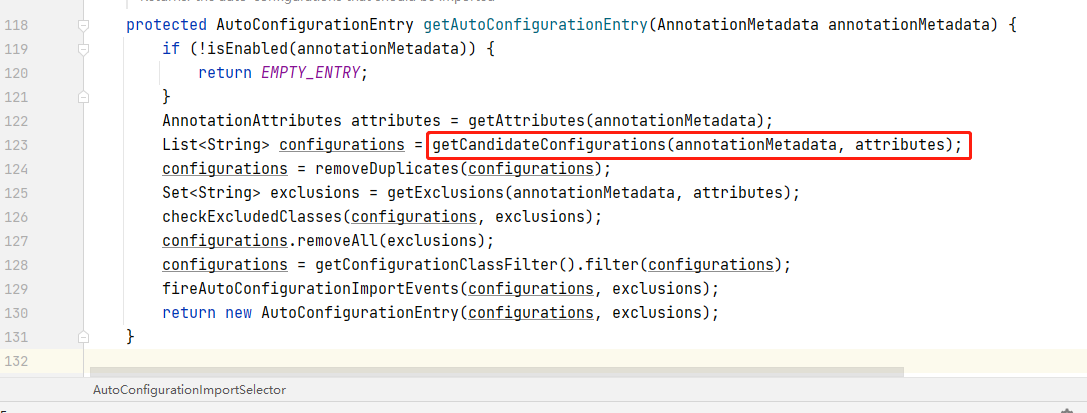 118 protected AutoConfigurationEntry getAutoConfigurationEntry(AnnotationMetadata annotationMetadata) {
119 if (!isEnabled(annotationMetadata)) {
120 return EMPTY_ENTRY;
121 }
122 AnnotationAttributes attributes = getAttributes(annotationMetadata);
123 List<String> configurations = getCandidateConfigurations(annotationMetadata, attributes);
124 configurations = removeDuplicates(configurations);
125 Set<String> exclusions = getExclusions(annotationMetadata, attributes);
126 checkExcludedClasses(configurations, exclusions);
127 configurations.removeAll(exclusions);
128 configurations = getConfigurationClassFilter().filter(configurations);
129 fireAutoConfigurationImportEvents(configurations, exclusions);
130 return new AutoConfigurationEntry(configurations, exclusions);
131 }
132
AutoConfigurationImportSelector